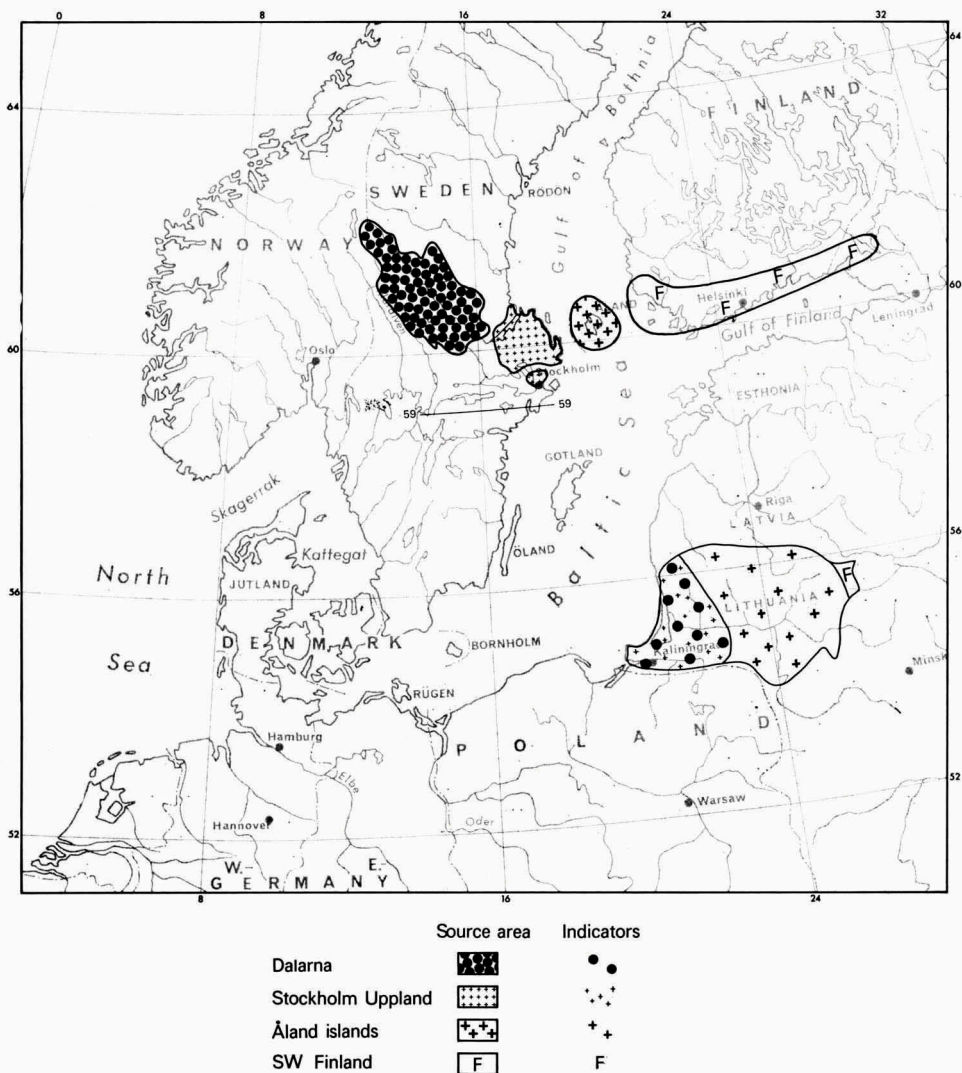 0 8 16 24 32
64
64
FINLAND
Gulf of Bothnia
SWEDEN
RÖDÖN
NORWAY
F
F
F
Helsinki
F
60
Leningrad
Gulf of Finland
60
Oslo
Stockholm
59 59
ESTHONIA
Baltic Sea
GOTLAND
Skagerrak
Riga
LATVIA
56
Kattegat
ÖLAND
North
Sea
JUTLAND
F
LITHUANIA
56
DENMARK
BORNHOLM
Kaliningrad
Minsk
RÜGEN
POLAND
Hamburg
Elbe
52
Warsaw
Oder
Hannover
52
W.- E.-
GERMANY
8 16 24
Source area Indicators
Dalarna
Stockholm Uppland
Åland islands
SW Finland F F